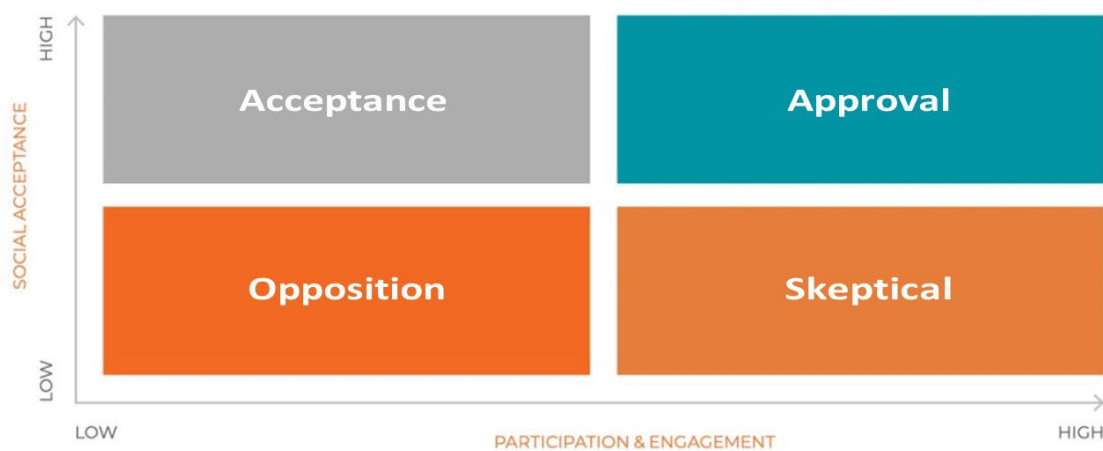 HIGH
SOCIAL ACCEPTANCE
LOW
Acceptance
Approval
Opposition
Skeptical
LOW
PARTICIPATION & ENGAGEMENT
HIGH